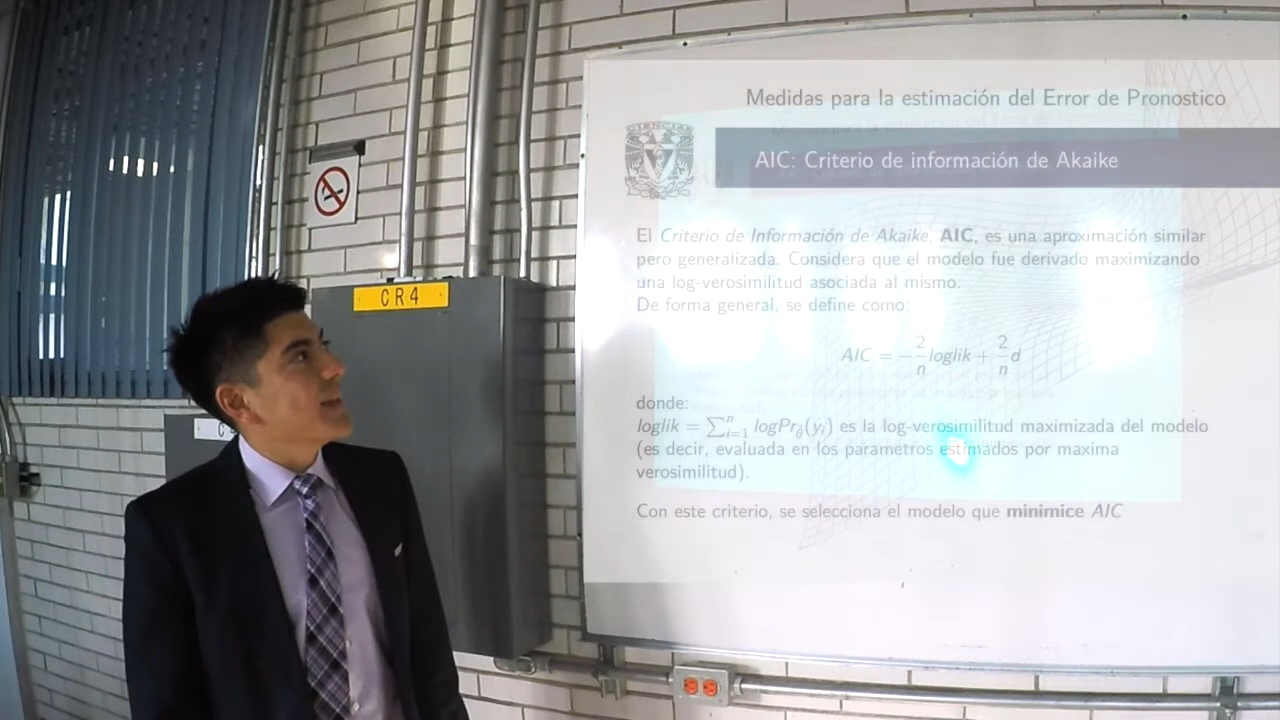 Medidas para la estimación del Error de Pronostico
CIENCIAS
AIC: Criterio de información de Akaike
El Criterio de Información de Akaike, AIC, es una aproximación similar
pero generalizada. Considera que el modelo fue derivado maximizando
una log-verosimilitud asociada al mismo.
De forma general, se define como:
AIC = -2/n loglik + 2/n d
donde:
loglik = ∑ⁿᵢ₌₁ logPr_θ̂(yᵢ) es la log-verosimilitud maximizada del modelo
(es decir, evaluada en los parametros estimados por maxima
verosimilitud).
Con este criterio, se selecciona el modelo que minimice AIC
CR4